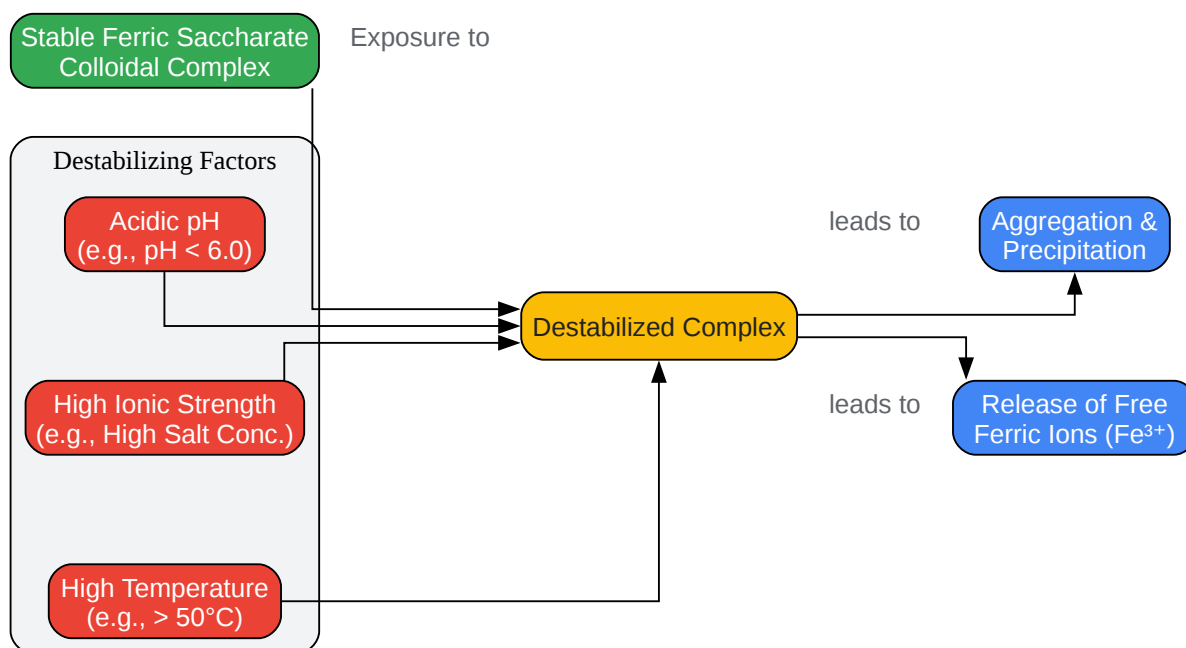 Stable Ferric Saccharate
Colloidal Complex
Exposure to
Destabilizing Factors
Acidic pH
(e.g., pH < 6.0)
High Ionic Strength
(e.g., High Salt Conc.)
High Temperature
(e.g., > 50°C)
Destabilized Complex
leads to
Aggregation &
Precipitation
leads to
Release of Free
Ferric Ions (Fe³⁺)